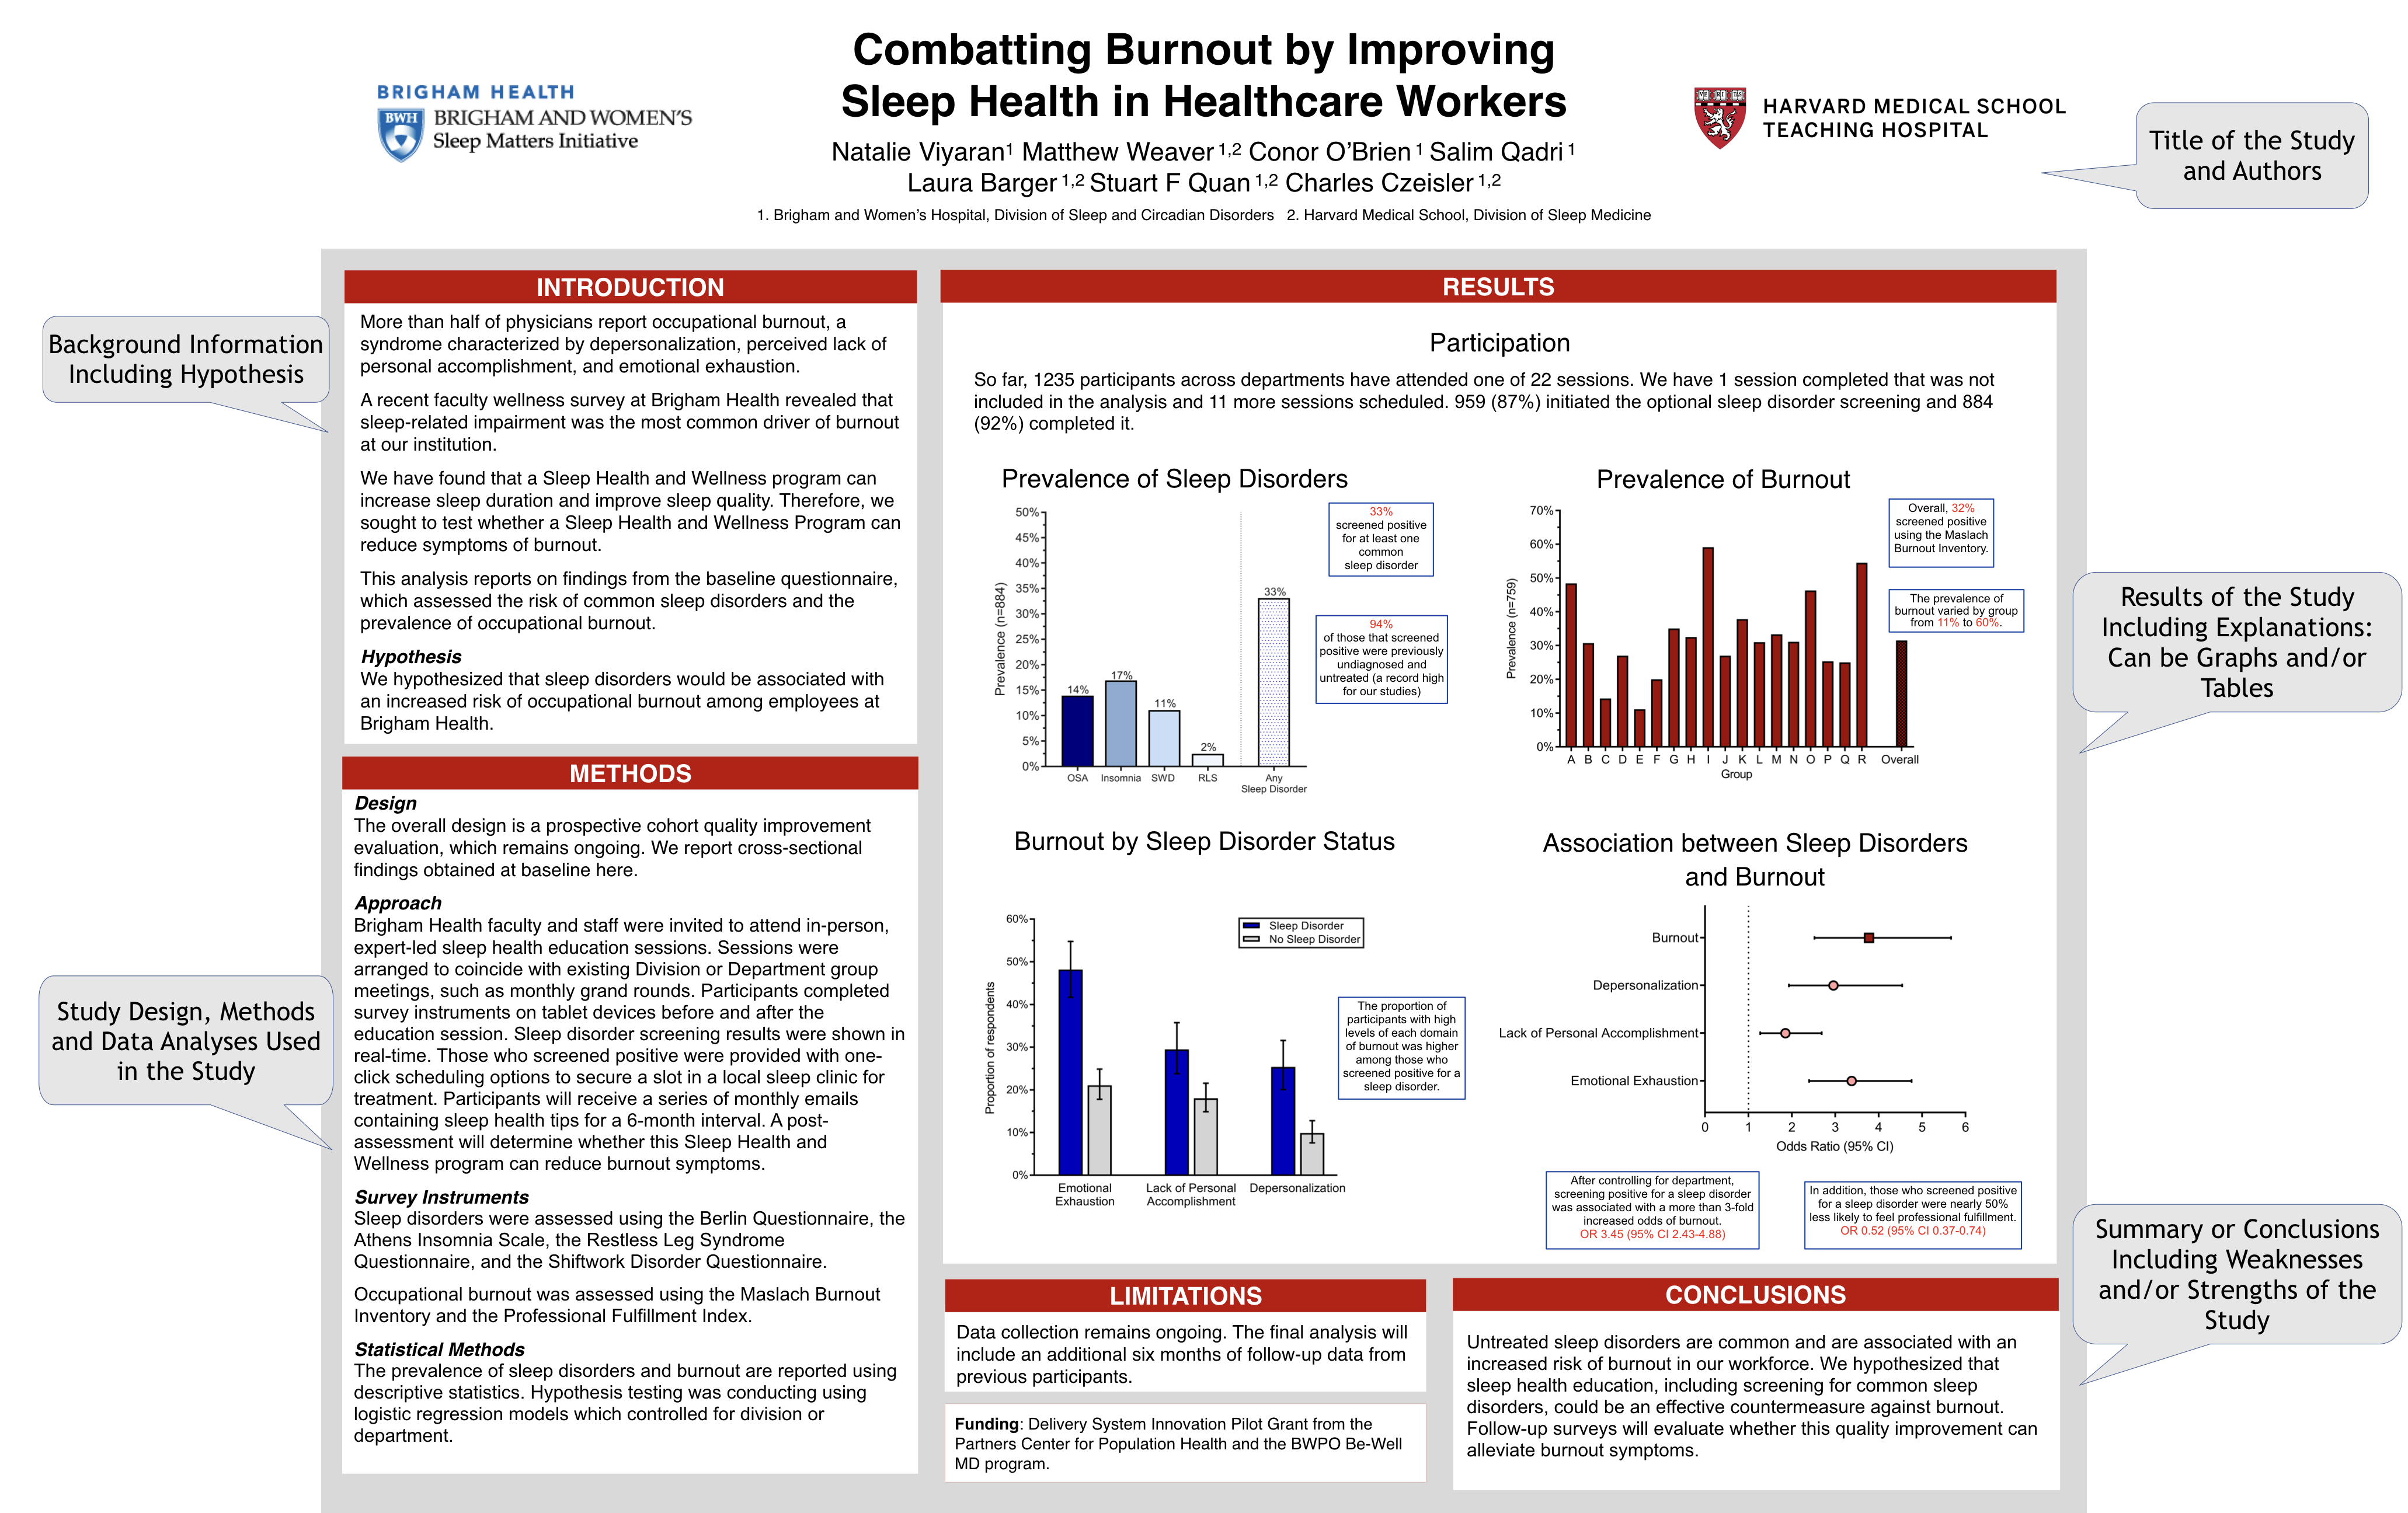 Combatting Burnout by Improving
Sleep Health in Healthcare Workers
BRIGHAM HEALTH
BWH
BRIGHAM AND WOMEN'S
Sleep Matters Initiative
VE RI TAS
HARVARD MEDICAL SCHOOL
TEACHING HOSPITAL
Natalie Viyaran1 Matthew Weaver 1,2 Conor O'Brien 1 Salim Qadri 1
Laura Barger 1,2 Stuart F Quan 1,2 Charles Czeisler 1,2
1. Brigham and Women's Hospital, Division of Sleep and Circadian Disorders 2. Harvard Medical School, Division of Sleep Medicine
Title of the Study
and Authors
Background Information
Including Hypothesis
INTRODUCTION
More than half of physicians report occupational burnout, a
syndrome characterized by depersonalization, perceived lack of
personal accomplishment, and emotional exhaustion.
A recent faculty wellness survey at Brigham Health revealed that
sleep-related impairment was the most common driver of burnout
at our institution.
We have found that a Sleep Health and Wellness program can
increase sleep duration and improve sleep quality. Therefore, we
sought to test whether a Sleep Health and Wellness Program can
reduce symptoms of burnout.
This analysis reports on findings from the baseline questionnaire,
which assessed the risk of common sleep disorders and the
prevalence of occupational burnout.
Hypothesis
We hypothesized that sleep disorders would be associated with
an increased risk of occupational burnout among employees at
Brigham Health.
Study Design, Methods
and Data Analyses Used
in the Study
METHODS
Design
The overall design is a prospective cohort quality improvement
evaluation, which remains ongoing. We report cross-sectional
findings obtained at baseline here.
Approach
Brigham Health faculty and staff were invited to attend in-person,
expert-led sleep health education sessions. Sessions were
arranged to coincide with existing Division or Department group
meetings, such as monthly grand rounds. Participants completed
survey instruments on tablet devices before and after the
education session. Sleep disorder screening results were shown in
real-time. Those who screened positive were provided with one-
click scheduling options to secure a slot in a local sleep clinic for
treatment. Participants will receive a series of monthly emails
containing sleep health tips for a 6-month interval. A post-
assessment will determine whether this Sleep Health and
Wellness program can reduce burnout symptoms.
Survey Instruments
Sleep disorders were assessed using the Berlin Questionnaire, the
Athens Insomnia Scale, the Restless Leg Syndrome
Questionnaire, and the Shiftwork Disorder Questionnaire.
Occupational burnout was assessed using the Maslach Burnout
Inventory and the Professional Fulfillment Index.
Statistical Methods
The prevalence of sleep disorders and burnout are reported using
descriptive statistics. Hypothesis testing was conducting using
logistic regression models which controlled for division or
department.
RESULTS
Participation
So far, 1235 participants across departments have attended one of 22 sessions. We have 1 session completed that was not
included in the analysis and 11 more sessions scheduled. 959 (87%) initiated the optional sleep disorder screening and 884
(92%) completed it.
Prevalence of Sleep Disorders
Prevalence (n=884)
50%
45%
40%
35%
30%
25%
20%
15%
10%
5%
0%
14%
17%
11%
2%
33%
OSA Insomnia SWD RLS Any
Sleep Disorder
33%
screened positive
for at least one
common
sleep disorder
94%
of those that screened
positive were previously
undiagnosed and
untreated (a record high
for our studies)
Prevalence of Burnout
Prevalence (n=759)
70%
60%
50%
40%
30%
20%
10%
0%
A B C D E F G H I J K L M N O P Q R Overall
Group
Overall, 32%
screened positive
using the Maslach
Burnout Inventory.
The prevalence of
burnout varied by group
from 11% to 60%.
Results of the Study
Including Explanations:
Can be Graphs and/or
Tables
Burnout by Sleep Disorder Status
Proportion of respondents
60%
50%
40%
30%
20%
10%
0%
Sleep Disorder
No Sleep Disorder
Emotional
Exhaustion
Lack of Personal
Accomplishment
Depersonalization
The proportion of
participants with high
levels of each domain
of burnout was higher
among those who
screened positive for a
sleep disorder.
Association between Sleep Disorders
and Burnout
Burnout
Depersonalization
Lack of Personal Accomplishment
Emotional Exhaustion
0 1 2 3 4 5 6
Odds Ratio (95% CI)
After controlling for department,
screening positive for a sleep disorder
was associated with a more than 3-fold
increased odds of burnout.
OR 3.45 (95% CI 2.43-4.88)
In addition, those who screened positive
for a sleep disorder were nearly 50%
less likely to feel professional fulfillment.
OR 0.52 (95% CI 0.37-0.74)
LIMITATIONS
Data collection remains ongoing. The final analysis will
include an additional six months of follow-up data from
previous participants.
Funding: Delivery System Innovation Pilot Grant from the
Partners Center for Population Health and the BWPO Be-Well
MD program.
CONCLUSIONS
Untreated sleep disorders are common and are associated with an
increased risk of burnout in our workforce. We hypothesized that
sleep health education, including screening for common sleep
disorders, could be an effective countermeasure against burnout.
Follow-up surveys will evaluate whether this quality improvement can
alleviate burnout symptoms.
Summary or Conclusions
Including Weaknesses
and/or Strengths of the
Study